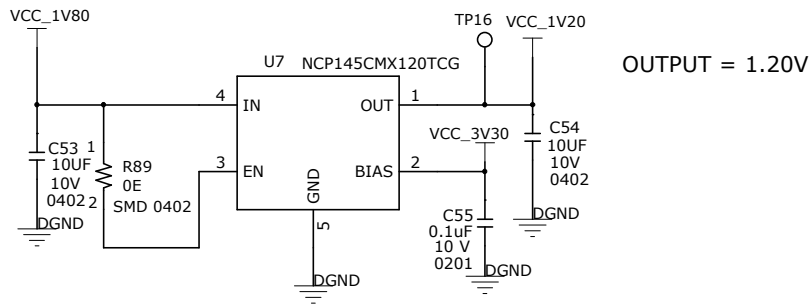 VCC_1V80
TP16
VCC_1V20
U7 NCP145CMX120TCG
OUTPUT = 1.20V
4
IN
OUT
1
C53
10UF
10V
0402
1
R89
0E
SMD 0402
2
3
EN
GND
BIAS
2
VCC_3V30
C54
10UF
10V
0402
5
C55
0.1uF
10 V
0201
DGND
DGND
DGND
DGND